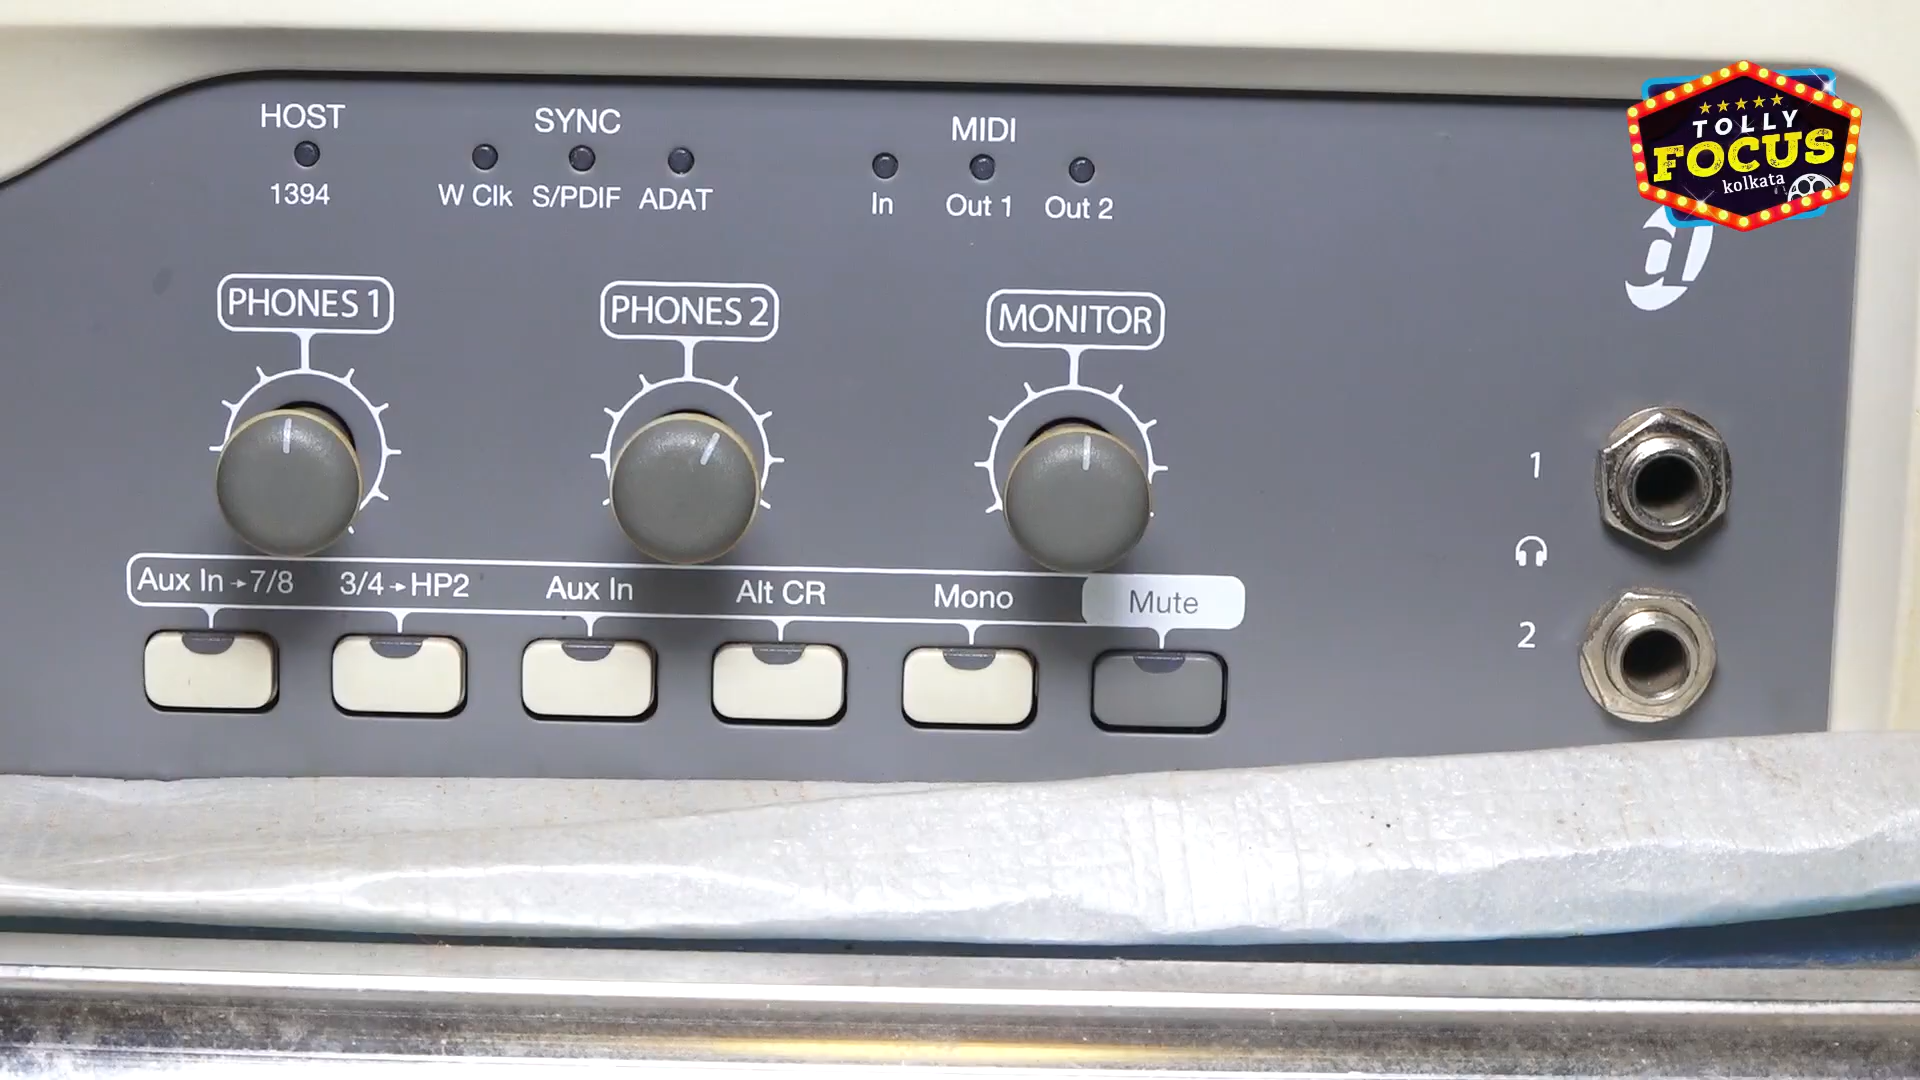 HOST
1394
SYNC
W Clk S/PDIF ADAT
MIDI
In Out 1 Out 2
TOLLY
FOCUS
kolkata
PHONES 1
PHONES 2
MONITOR
Aux In→7/8 3/4→HP2 Aux In Alt CR Mono Mute
1
2